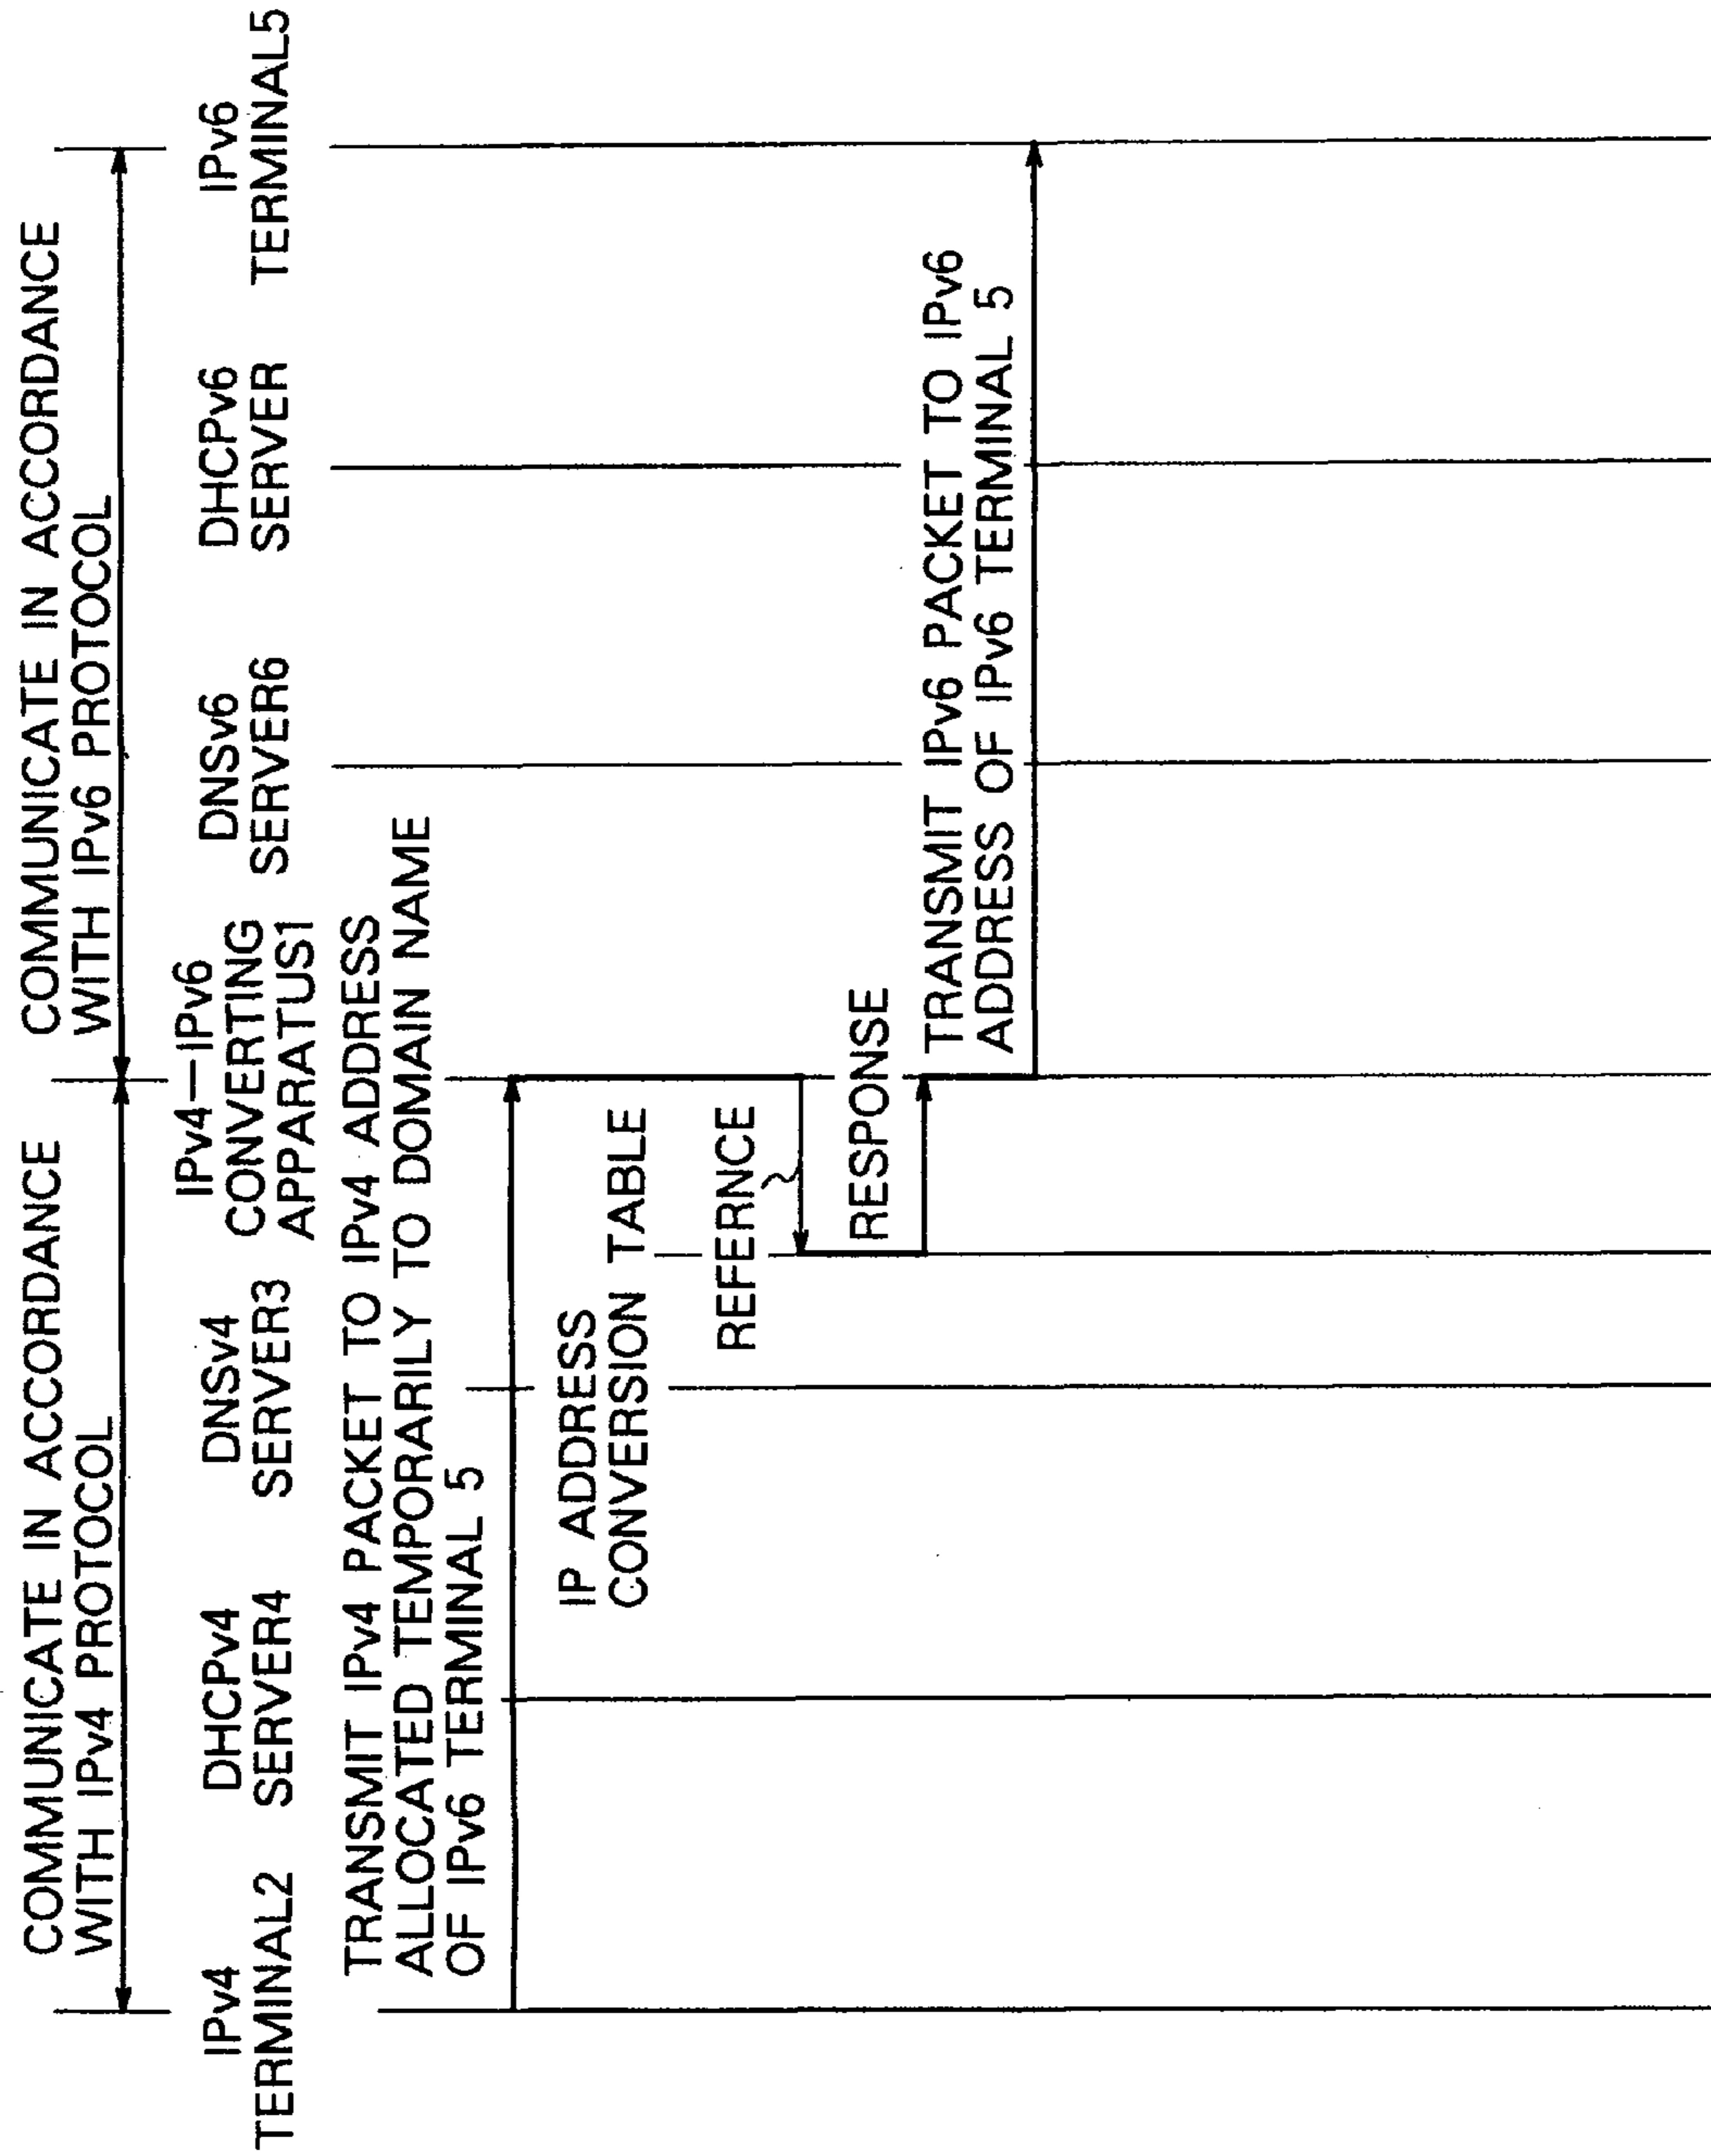 COMMUNICATE IN ACCORDANCE
WITH IPv4 PROTOCOL
COMMUNICATE IN ACCORDANCE
WITH IPv6 PROTOCOL
IPv4
TERMINAL2
DHCPv4
SERVER4
DNSv4
SERVER3
IPv4—IPv6
CONVERTING
APPARATUS1
DNSv6
SERVER6
DHCPv6
SERVER
IPv6
TERMINAL5
TRANSMIT IPv4 PACKET TO IPv4 ADDRESS
ALLOCATED TEMPORARILY TO DOMAIN NAME
OF IPv6 TERMINAL 5
IP ADDRESS
CONVERSION TABLE
REFERNCE
RESPONSE
TRANSMIT IPv6 PACKET TO IPv6
ADDRESS OF IPv6 TERMINAL 5